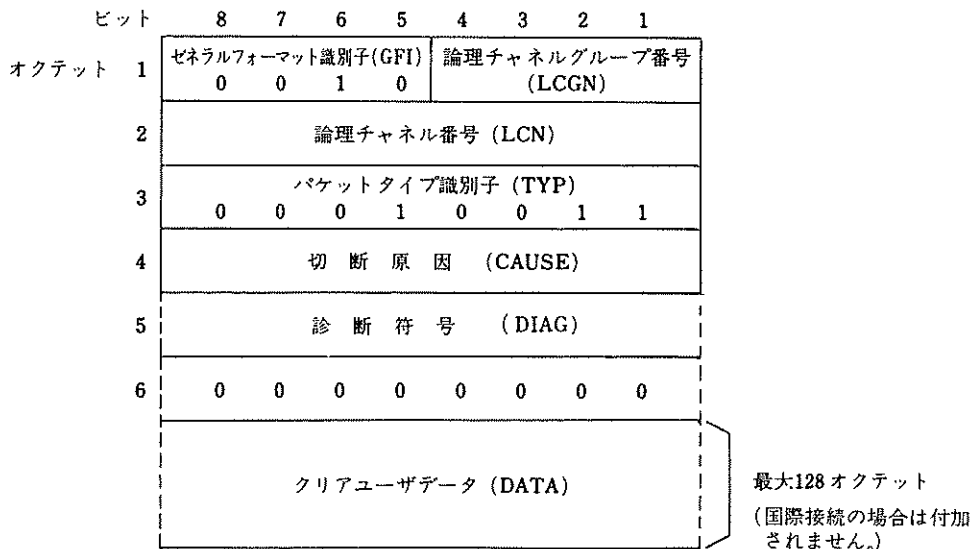 ビット 8 7 6 5 4 3 2 1
オクテット 1 ゼネラルフォーマット識別子(GFI) 論理チャネルグループ番号
0 0 1 0 (LCGN)
2 論理チャネル番号 (LCN)
3 パケットタイプ識別子 (TYP)
0 0 0 1 0 0 1 1
4 切断原因 (CAUSE)
5 診断符号 (DIAG)
6 0 0 0 0 0 0 0 0
クリアユーザデータ (DATA)
最大128オクテット
(国際接続の場合は付加
されません。)